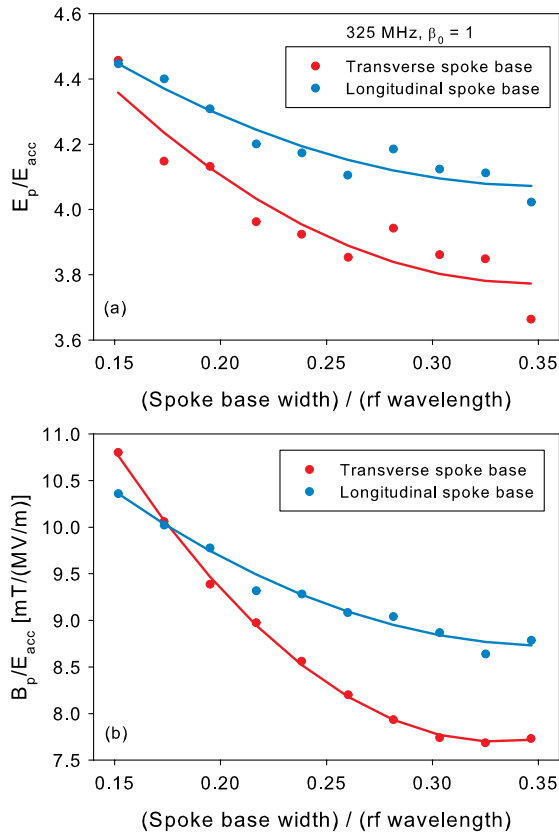 325 MHz, β₀ = 1
Transverse spoke base
Longitudinal spoke base
4.6
4.4
4.2
4.0
3.8
3.6
Eₚ/Eₐcc
(a)
0.15 0.20 0.25 0.30 0.35
(Spoke base width) / (rf wavelength)
11.0
10.5
10.0
9.5
9.0
8.5
8.0
7.5
Bₚ/Eₐcc [mT/(MV/m)]
Transverse spoke base
Longitudinal spoke base
(b)
0.15 0.20 0.25 0.30 0.35
(Spoke base width) / (rf wavelength)